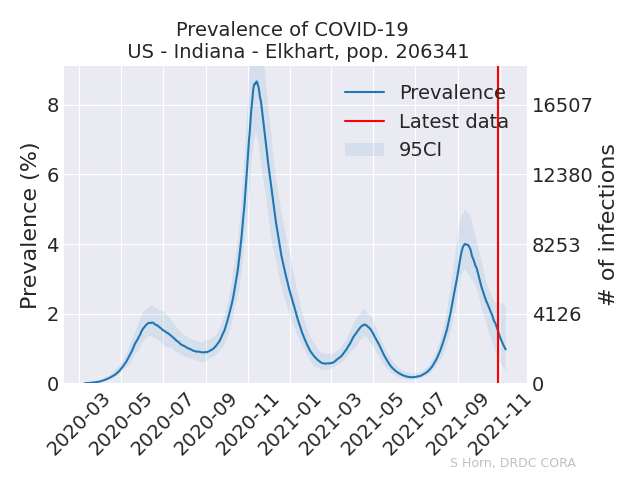 Prevalence of COVID-19
US - Indiana - Elkhart, pop. 206341
Prevalence (%)
8
6
4
2
0
Prevalence
Latest data
95CI
16507
12380
8253
4126
0
# of infections
2020-03
2020-05
2020-07
2020-09
2020-11
2021-01
2021-03
2021-05
2021-07
2021-09
2021-11
S Horn, DRDC CORA